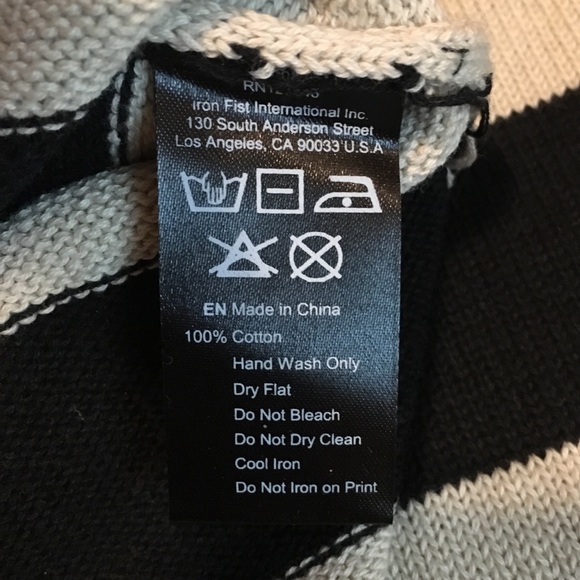 Iron Fist International Inc.
130 South Anderson Street
Los Angeles, CA 90033 U.S.A
EN Made in China
100% Cotton
Hand Wash Only
Dry Flat
Do Not Bleach
Do Not Dry Clean
Cool Iron
Do Not Iron on Print